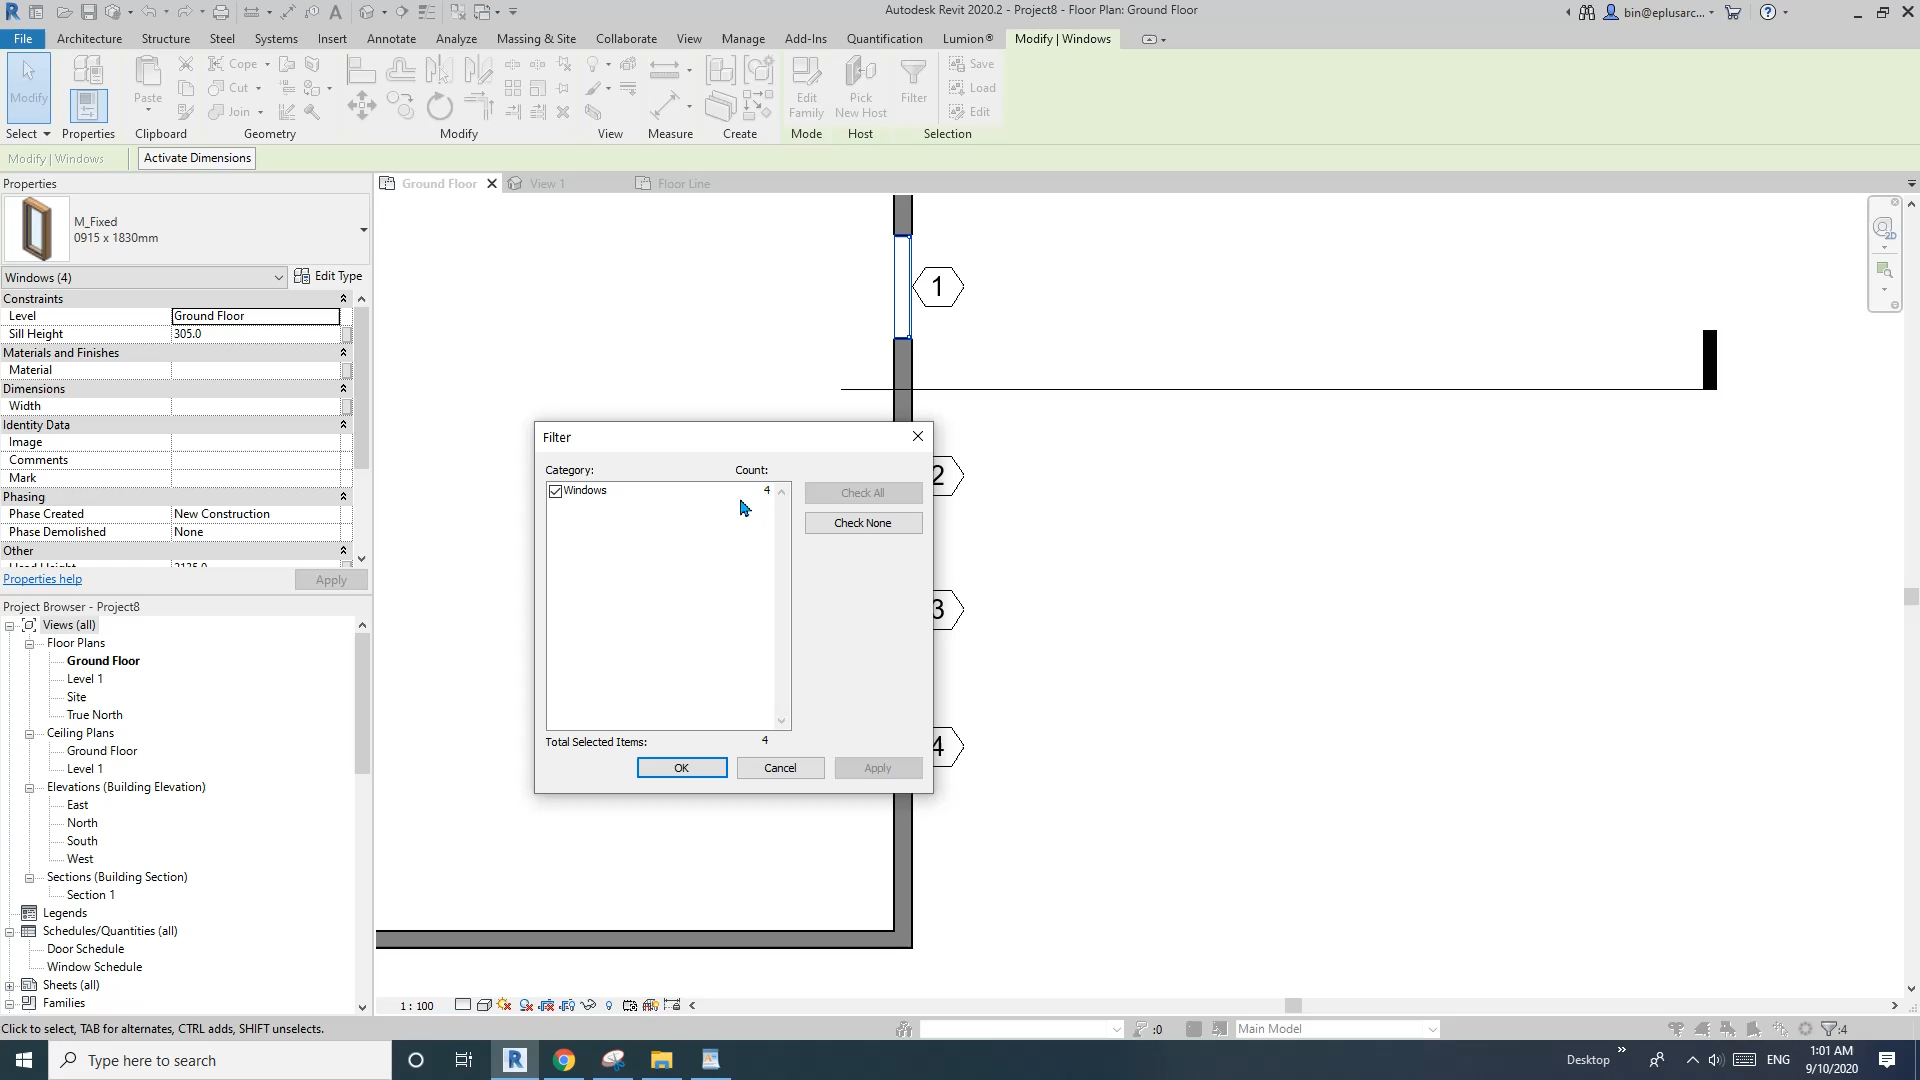 Autodesk Revit 2020.2 - Project8 - Floor Plan: Ground Floor
bin@eplusarc...
File Architecture Structure Steel Systems Insert Annotate Analyze Massing & Site Collaborate View Manage Add-Ins Quantification Lumion® Modify | Windows
Modify
Paste
Cope
Cut
Join
Edit
Family
Pick
New Host
Filter
Save
Load
Edit
Select Properties Clipboard Geometry Modify View Measure Create Mode Host Selection
Modify | Windows Activate Dimensions
Properties
Ground Floor View 1 Floor Line
M_Fixed
0915 x 1830mm
Windows (4) Edit Type
Constraints
Level Ground Floor
Sill Height 305.0
Materials and Finishes
Material
Dimensions
Width
Identity Data
Image
Comments
Mark
Phasing
Phase Created New Construction
Phase Demolished None
Other
Properties help Apply
1
2
3
4
Filter
Category: Count:
Windows 4
Check All
Check None
Total Selected Items: 4
OK Cancel Apply
Project Browser - Project8
Views (all)
Floor Plans
Ground Floor
Level 1
Site
True North
Ceiling Plans
Ground Floor
Level 1
Elevations (Building Elevation)
East
North
South
West
Sections (Building Section)
Section 1
Legends
Schedules/Quantities (all)
Door Schedule
Window Schedule
Sheets (all)
Families
1 : 100
Click to select, TAB for alternates, CTRL adds, SHIFT unselects.
:0
Main Model
:4
Type here to search
Desktop
ENG
1:01 AM
9/10/2020